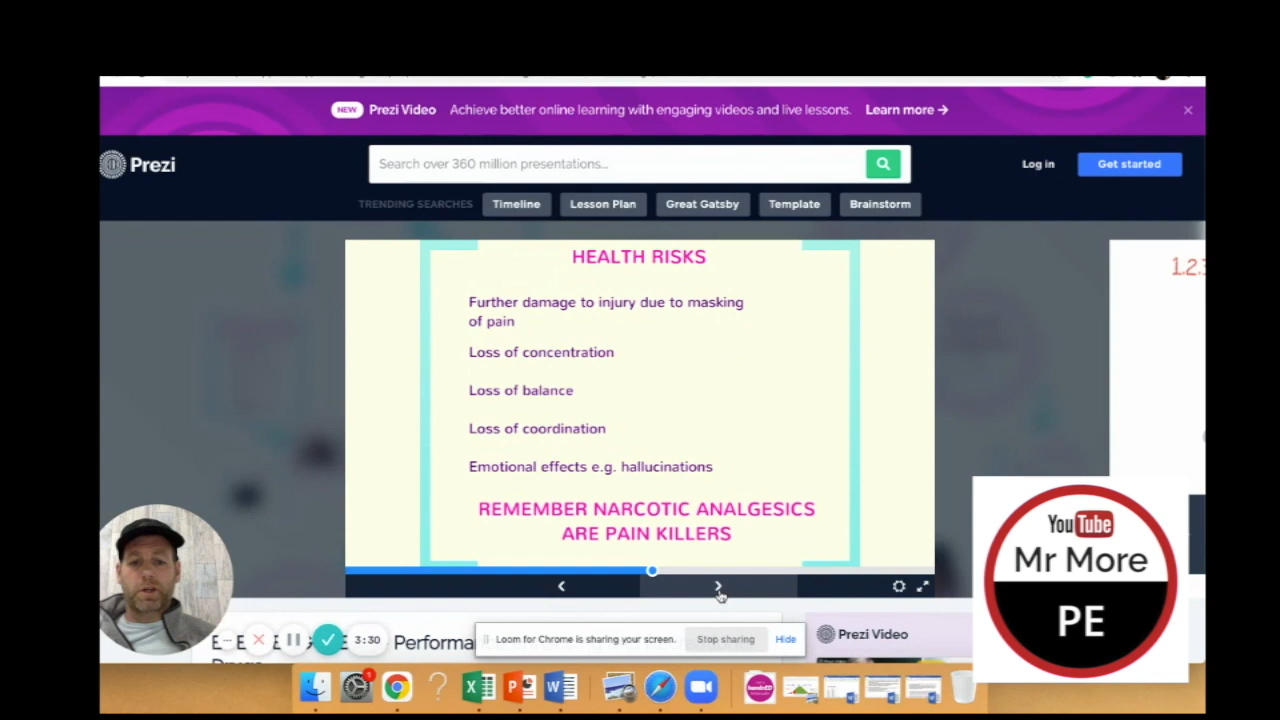 NEW Prezi Video Achieve better online learning with engaging videos and live lessons. Learn more →
Prezi
Search over 360 million presentations...
Log in
Get started
TRENDING SEARCHES Timeline Lesson Plan Great Gatsby Template Brainstorm
HEALTH RISKS
Further damage to injury due to masking
of pain
Loss of concentration
Loss of balance
Loss of coordination
Emotional effects e.g. hallucinations
REMEMBER NARCOTIC ANALGESICS
ARE PAIN KILLERS
YouTube
Mr More
PE
3:30
Loom for Chrome is sharing your screen. Stop sharing Hide
Prezi Video